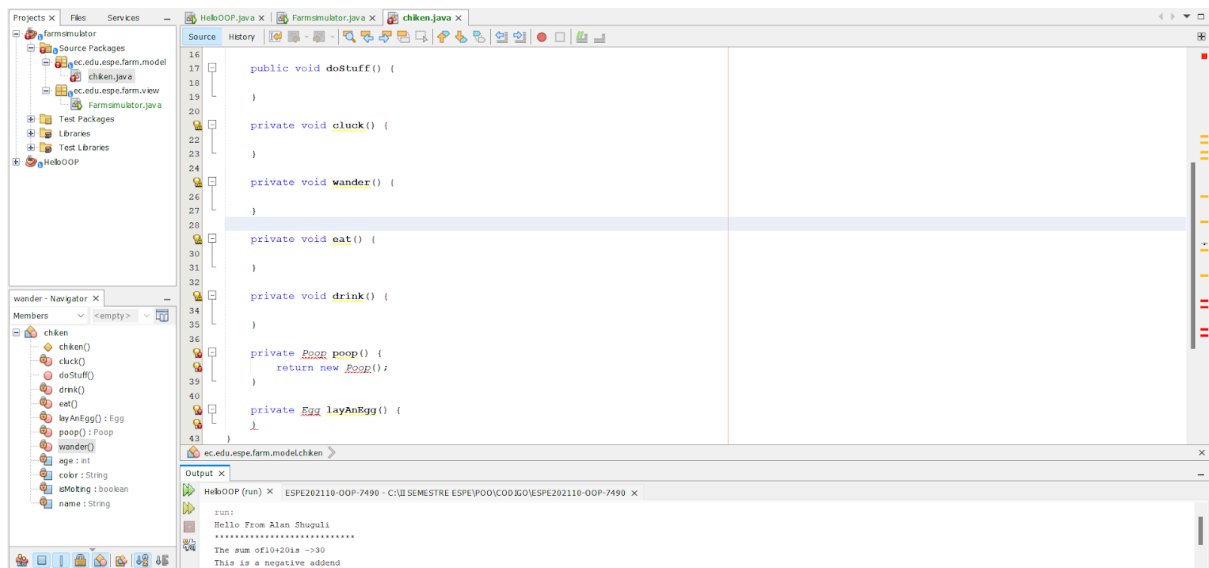 Projects × Files Services
HelloOOP.java × Farmsimulator.java × chiken.java ×
farmsimulator
Source Packages
ec.edu.espe.farm.model
chiken.java
ec.edu.espe.farm.view
Farmsimulator.java
Test Packages
Libraries
Test Libraries
HelloOOP
Source History
16
17 public void doStuff() {
18
19 }
20
private void cluck() {
22
23 }
24
private void wander() {
26
27 }
28
private void eat() {
30
31 }
32
private void drink() {
34
35 }
36
private Poop poop() {
return new Poop();
39 }
40
private Egg layAnEgg() {
}
43 }
ec.edu.espe.farm.model.chiken
wander - Navigator ×
Members <empty>
chiken
chiken()
cluck()
doStuff()
drink()
eat()
layAnEgg() : Egg
poop() : Poop
wander()
age : int
color : String
isMolting : boolean
name : String
Output ×
HelloOOP (run) × ESPE202110-OOP-7490 - C:\II SEMESTRE ESPE\POO\CODIGO\ESPE202110-OOP-7490 ×
run:
Hello From Alan Shuguli
****************************
The sum of10+20is ->30
This is a negative addend